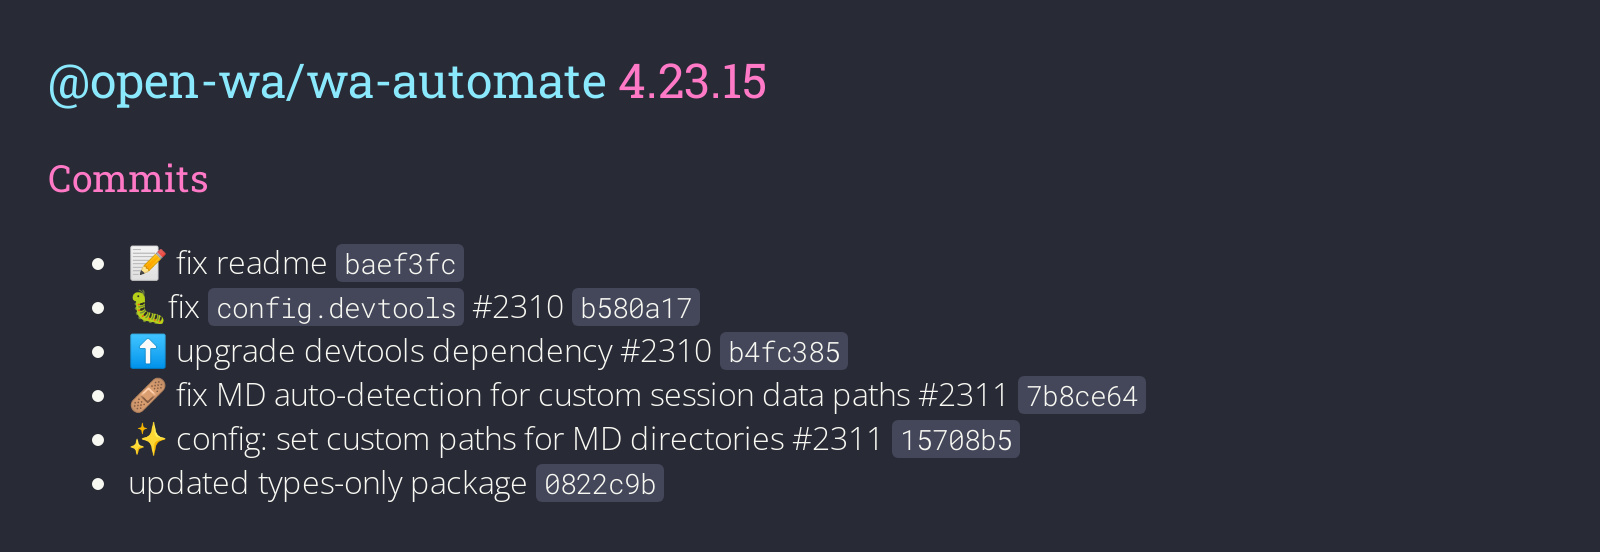 @open-wa/wa-automate 4.23.15
Commits
📝 fix readme baef3fc
🐛fix config.devtools #2310 b580a17
⬆️ upgrade devtools dependency #2310 b4fc385
🩹 fix MD auto-detection for custom session data paths #2311 7b8ce64
✨ config: set custom paths for MD directories #2311 15708b5
updated types-only package 0822c9b